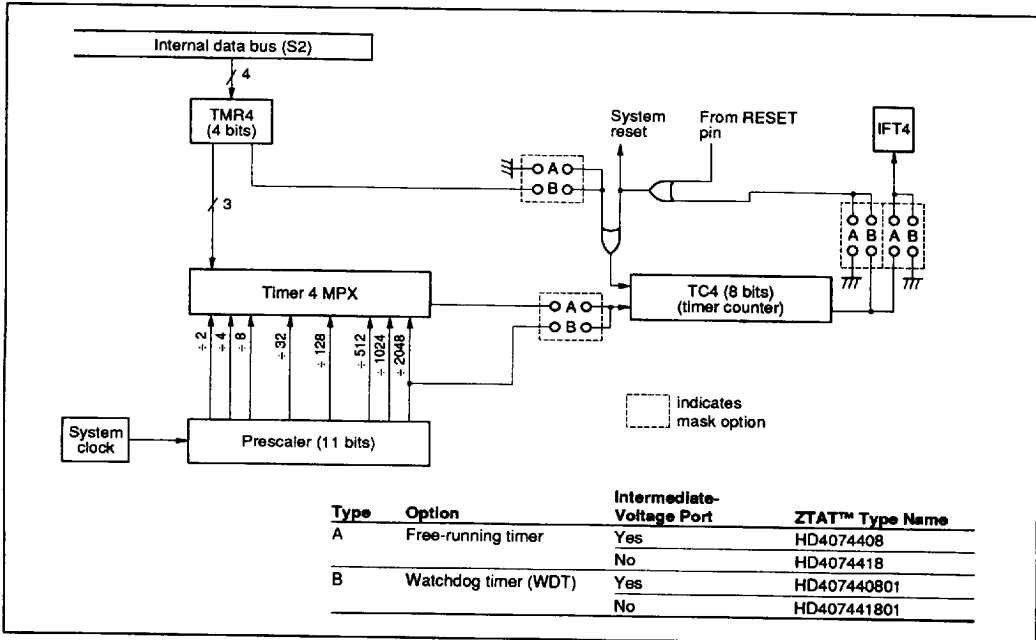 Internal data bus (S2)
4
TMR4
(4 bits)
System
reset
From RESET
pin
IFT4
A
B
3
A
B
A
B
Timer 4 MPX
A
B
TC4 (8 bits)
(timer counter)
÷ 2
÷ 4
÷ 8
÷ 32
÷ 128
÷ 512
÷ 1024
÷ 2048
indicates
mask option
System
clock
Prescaler (11 bits)
Type Option Intermediate-
Voltage Port ZTAT™ Type Name
A Free-running timer Yes HD4074408
No HD4074418
B Watchdog timer (WDT) Yes HD407440801
No HD407441801